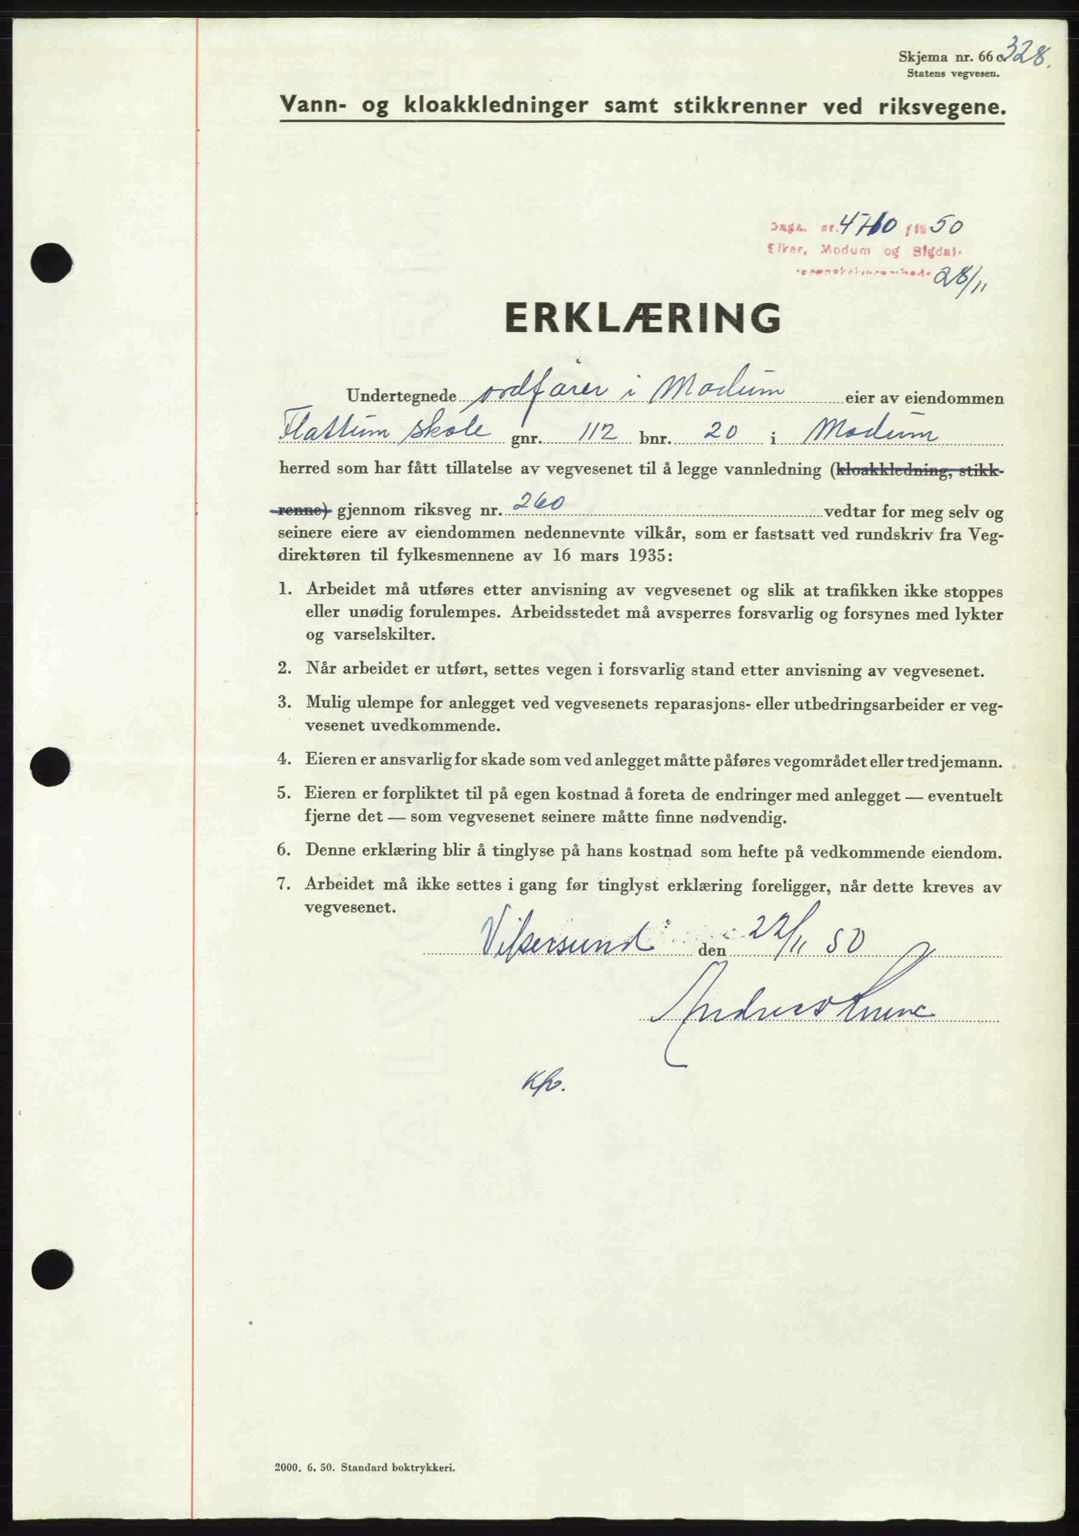 328.
Skjema nr. 66 c
Statens vegvesen.
Vann- og kloakkledninger samt stikkrenner ved riksvegene.
Dagb. nr. 4710 19 50
Eiker, Modum og Sigdal
28/11
ERKLÆRING
Undertegnede ordfører i Modum eier av eiendommen
Flattum skole gnr. 112 bnr. 20 i Modum
herred som har fått tillatelse av vegvesenet til å legge vannledning (kloakkledning, stikk-
renne) gjennom riksveg nr. 260 vedtar for meg selv og
seinere eiere av eiendommen nedennevnte vilkår, som er fastsatt ved rundskriv fra Veg-
direktøren til fylkesmennene av 16 mars 1935:
1. Arbeidet må utføres etter anvisning av vegvesenet og slik at trafikken ikke stoppes
eller unødig forulempes. Arbeidsstedet må avsperres forsvarlig og forsynes med lykter
og varselskilter.
2. Når arbeidet er utført, settes vegen i forsvarlig stand etter anvisning av vegvesenet.
3. Mulig ulempe for anlegget ved vegvesenets reparasjons- eller utbedringsarbeider er veg-
vesenet uvedkommende.
4. Eieren er ansvarlig for skade som ved anlegget måtte påføres vegområdet eller tredjemann.
5. Eieren er forpliktet til på egen kostnad å foreta de endringer med anlegget — eventuelt
fjerne det — som vegvesenet seinere måtte finne nødvendig.
6. Denne erklæring blir å tinglyse på hans kostnad som hefte på vedkommende eiendom.
7. Arbeidet må ikke settes i gang før tinglyst erklæring foreligger, når dette kreves av
vegvesenet.
Vikersund den 22/11 50
Andreas
2000. 6. 50. Standard boktrykkeri.